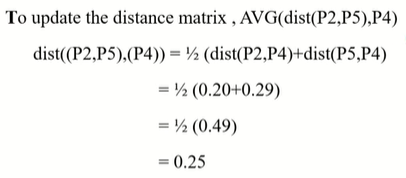 To update the distance matrix , AVG(dist(P2,P5),P4)
dist((P2,P5),(P4)) = ½ (dist(P2,P4)+dist(P5,P4)
= ½ (0.20+0.29)
= ½ (0.49)
= 0.25